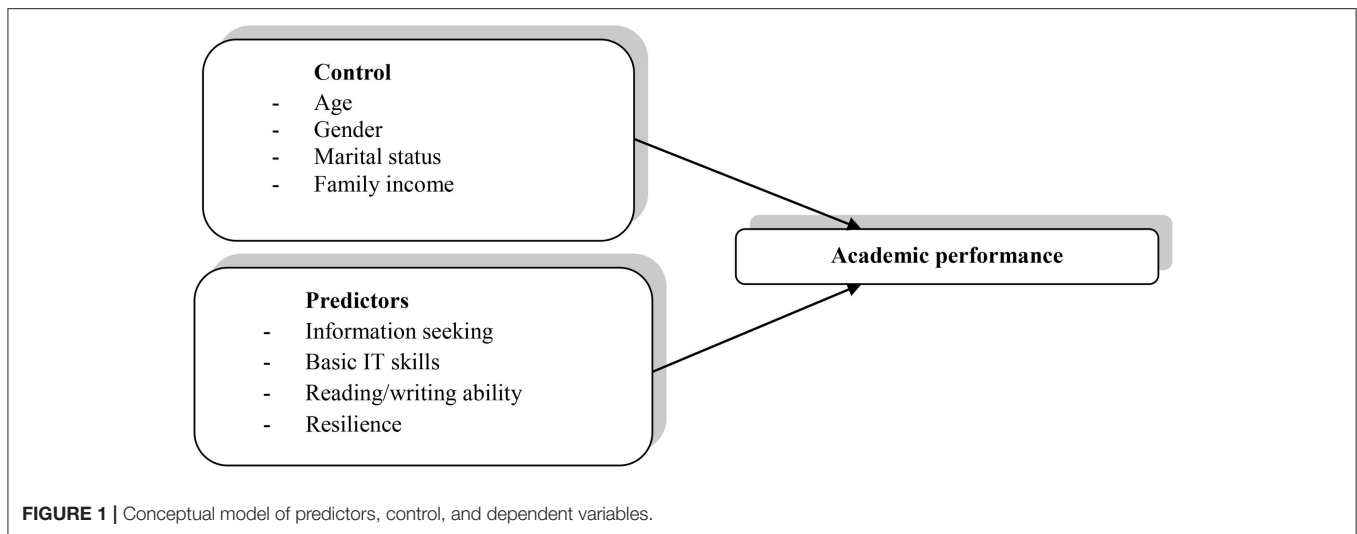 Control
- Age
- Gender
- Marital status
- Family income
Academic performance
Predictors
- Information seeking
- Basic IT skills
- Reading/writing ability
- Resilience
FIGURE 1 | Conceptual model of predictors, control, and dependent variables.